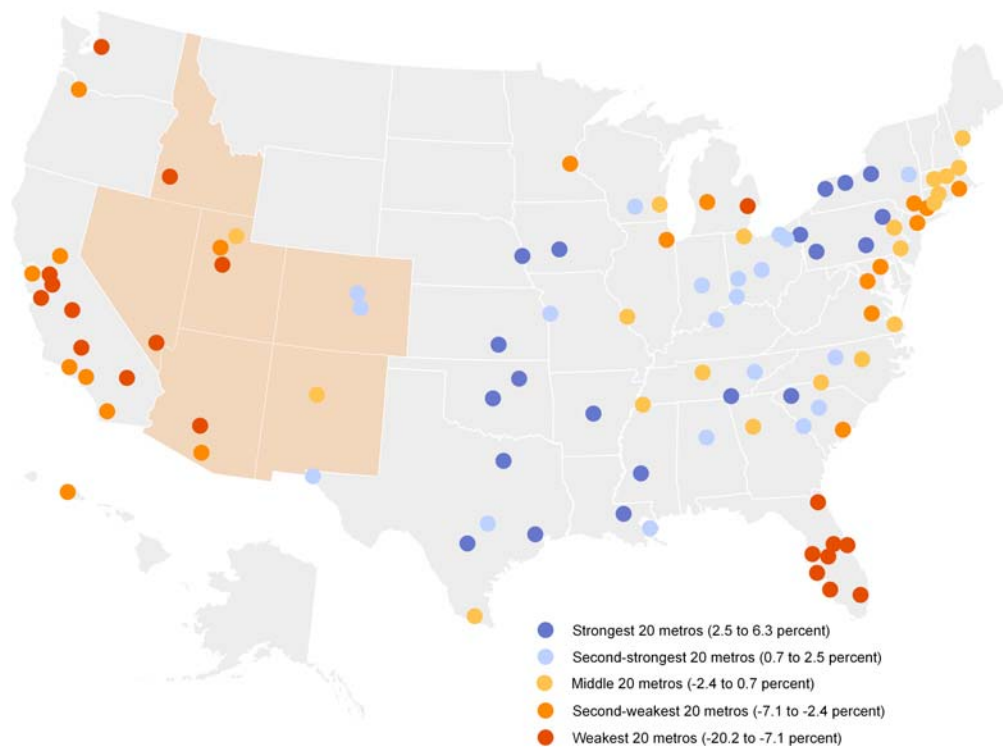 Strongest 20 metros (2.5 to 6.3 percent)
Second-strongest 20 metros (0.7 to 2.5 percent)
Middle 20 metros (-2.4 to 0.7 percent)
Second-weakest 20 metros (-7.1 to -2.4 percent)
Weakest 20 metros (-20.2 to -7.1 percent)